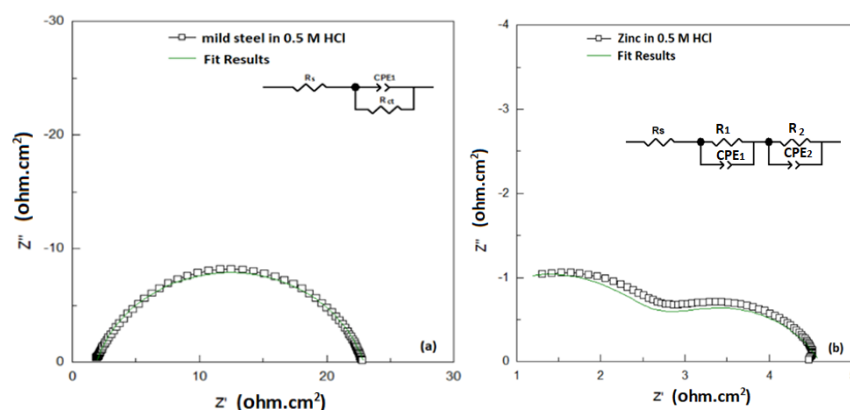 mild steel in 0.5 M HCl
Fit Results
Rs
CPE1
Rct
-30
-20
-10
0
Z'' (ohm.cm²)
0
10
20
30
Z' (ohm.cm²)
(a)
Zinc in 0.5 M HCl
Fit Results
Rs
R1
R2
CPE1
CPE2
-4
-3
-2
-1
0
Z'' (ohm.cm²)
1
2
3
4
Z' (ohm.cm²)
(b)